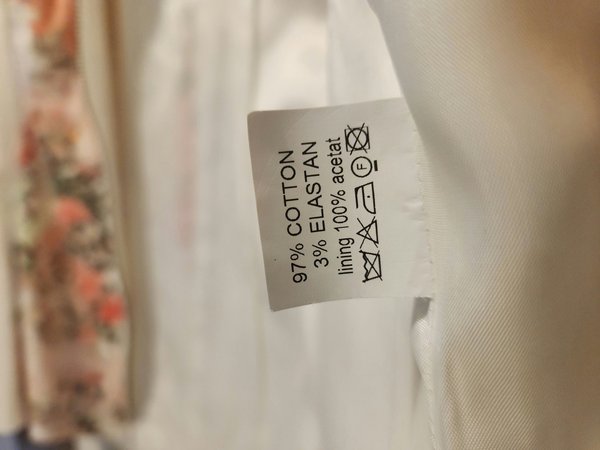 97% COTTON
3% ELASTAN
lining 100% acetat
F